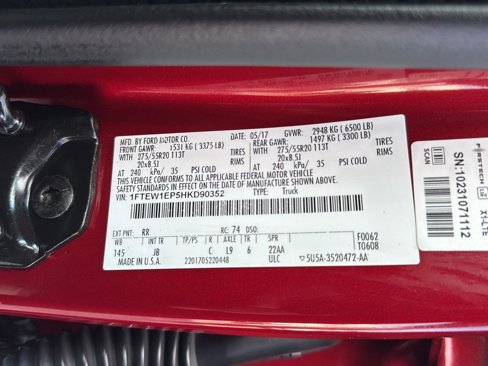 MFD. BY FORD MOTOR CO. DATE: 05/17 GVWR: 2948 KG ( 6500 LB)
FRONT GAWR: 1531 KG ( 3375 LB) REAR GAWR: 1497 KG ( 3300 LB)
WITH 275/55R20 113T TIRES WITH 275/55R20 113T TIRES
20x8.5J RIMS 20x8.5J RIMS
AT 240 kPa/ 35 PSI COLD AT 240 kPa/ 35 PSI COLD
THIS VEHICLE CONFORMS TO ALL APPLICABLE FEDERAL MOTOR VEHICLE
SAFETY STANDARDS IN EFFECT ON THE DATE OF MANUFACTURE SHOWN ABOVE.
VIN: 1FTEW1EP5HKD90352 TYPE: Truck
EXT PNT: RR RC: 74 DSO:
WB INT TR TP/PS R AXLE TR SPR F0062
145 JB C L9 6 22AA T0608
MADE IN U.S.A. 2201705220448 ULC 5U5A-3520472-AA
FIRSTECH
X1-LTE
SCAN
SN:10231071112